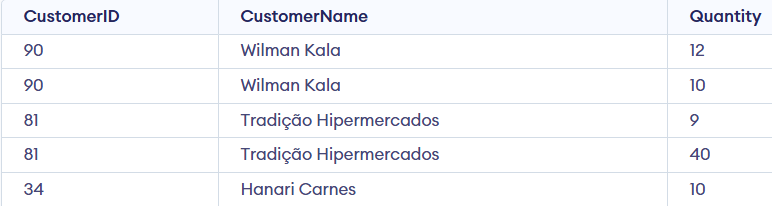 CustomerID CustomerName Quantity
90 Wilman Kala 12
90 Wilman Kala 10
81 Tradição Hipermercados 9
81 Tradição Hipermercados 40
34 Hanari Carnes 10